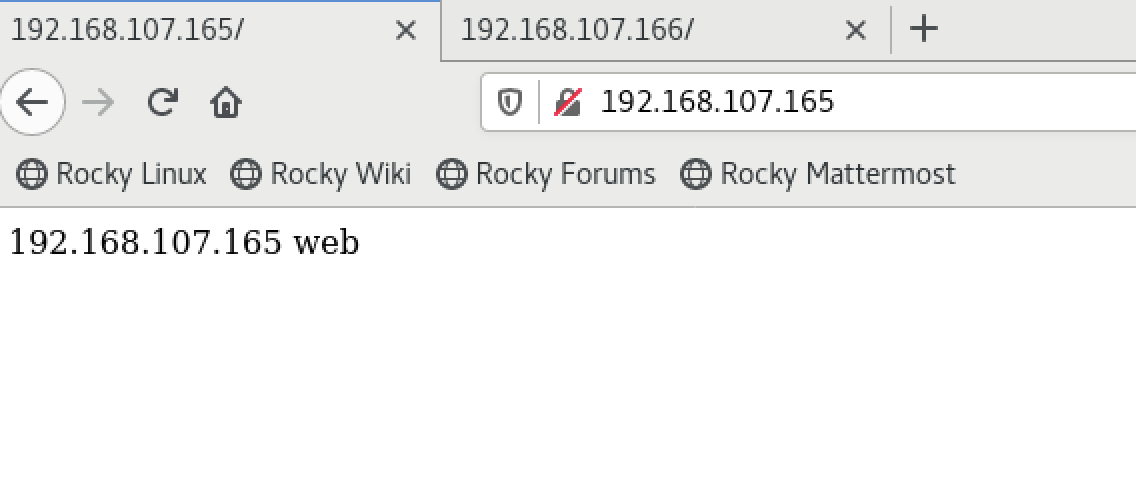 192.168.107.165/ 192.168.107.166/
192.168.107.165
Rocky Linux Rocky Wiki Rocky Forums Rocky Mattermost
192.168.107.165 web